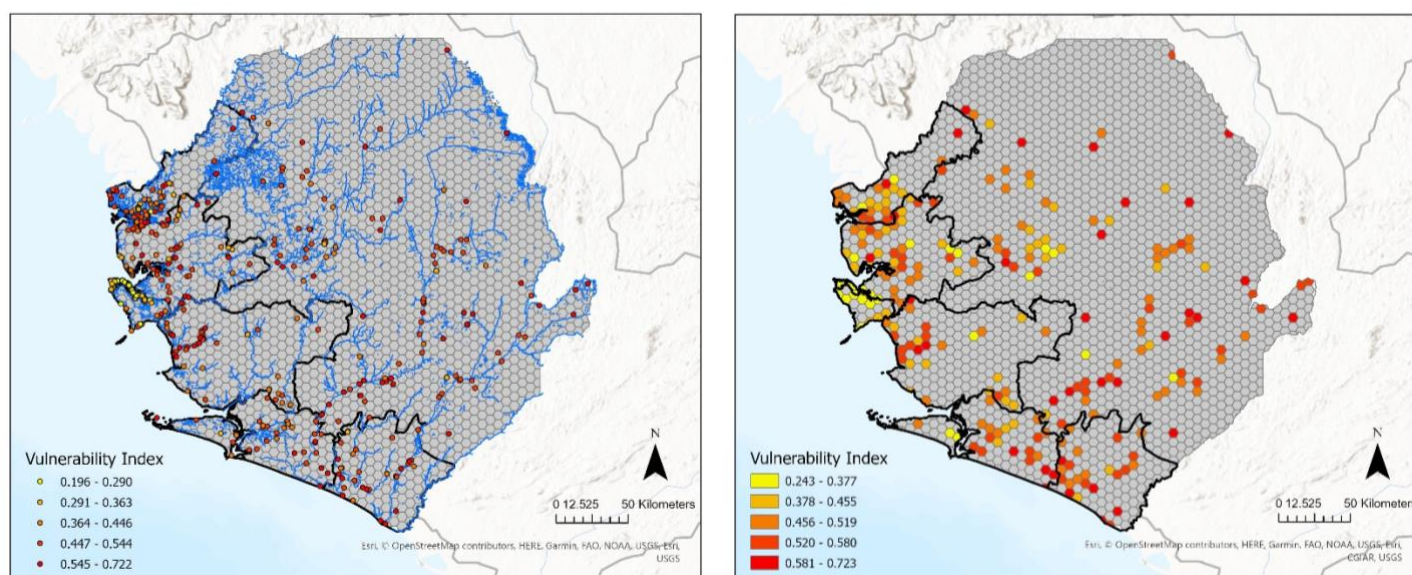 Vulnerability Index
0.196 - 0.290
0.291 - 0.363
0.364 - 0.446
0.447 - 0.544
0.545 - 0.722
N
0 12.525 50 Kilometers
Esri, © OpenStreetMap contributors, HERE, Garmin, FAO, NOAA, USGS, Esri,
USGS
Vulnerability Index
0.243 - 0.377
0.378 - 0.455
0.456 - 0.519
0.520 - 0.580
0.581 - 0.723
N
0 12.525 50 Kilometers
Esri, © OpenStreetMap contributors, HERE, Garmin, FAO, NOAA, USGS, Esri,
CGIAR, USGS